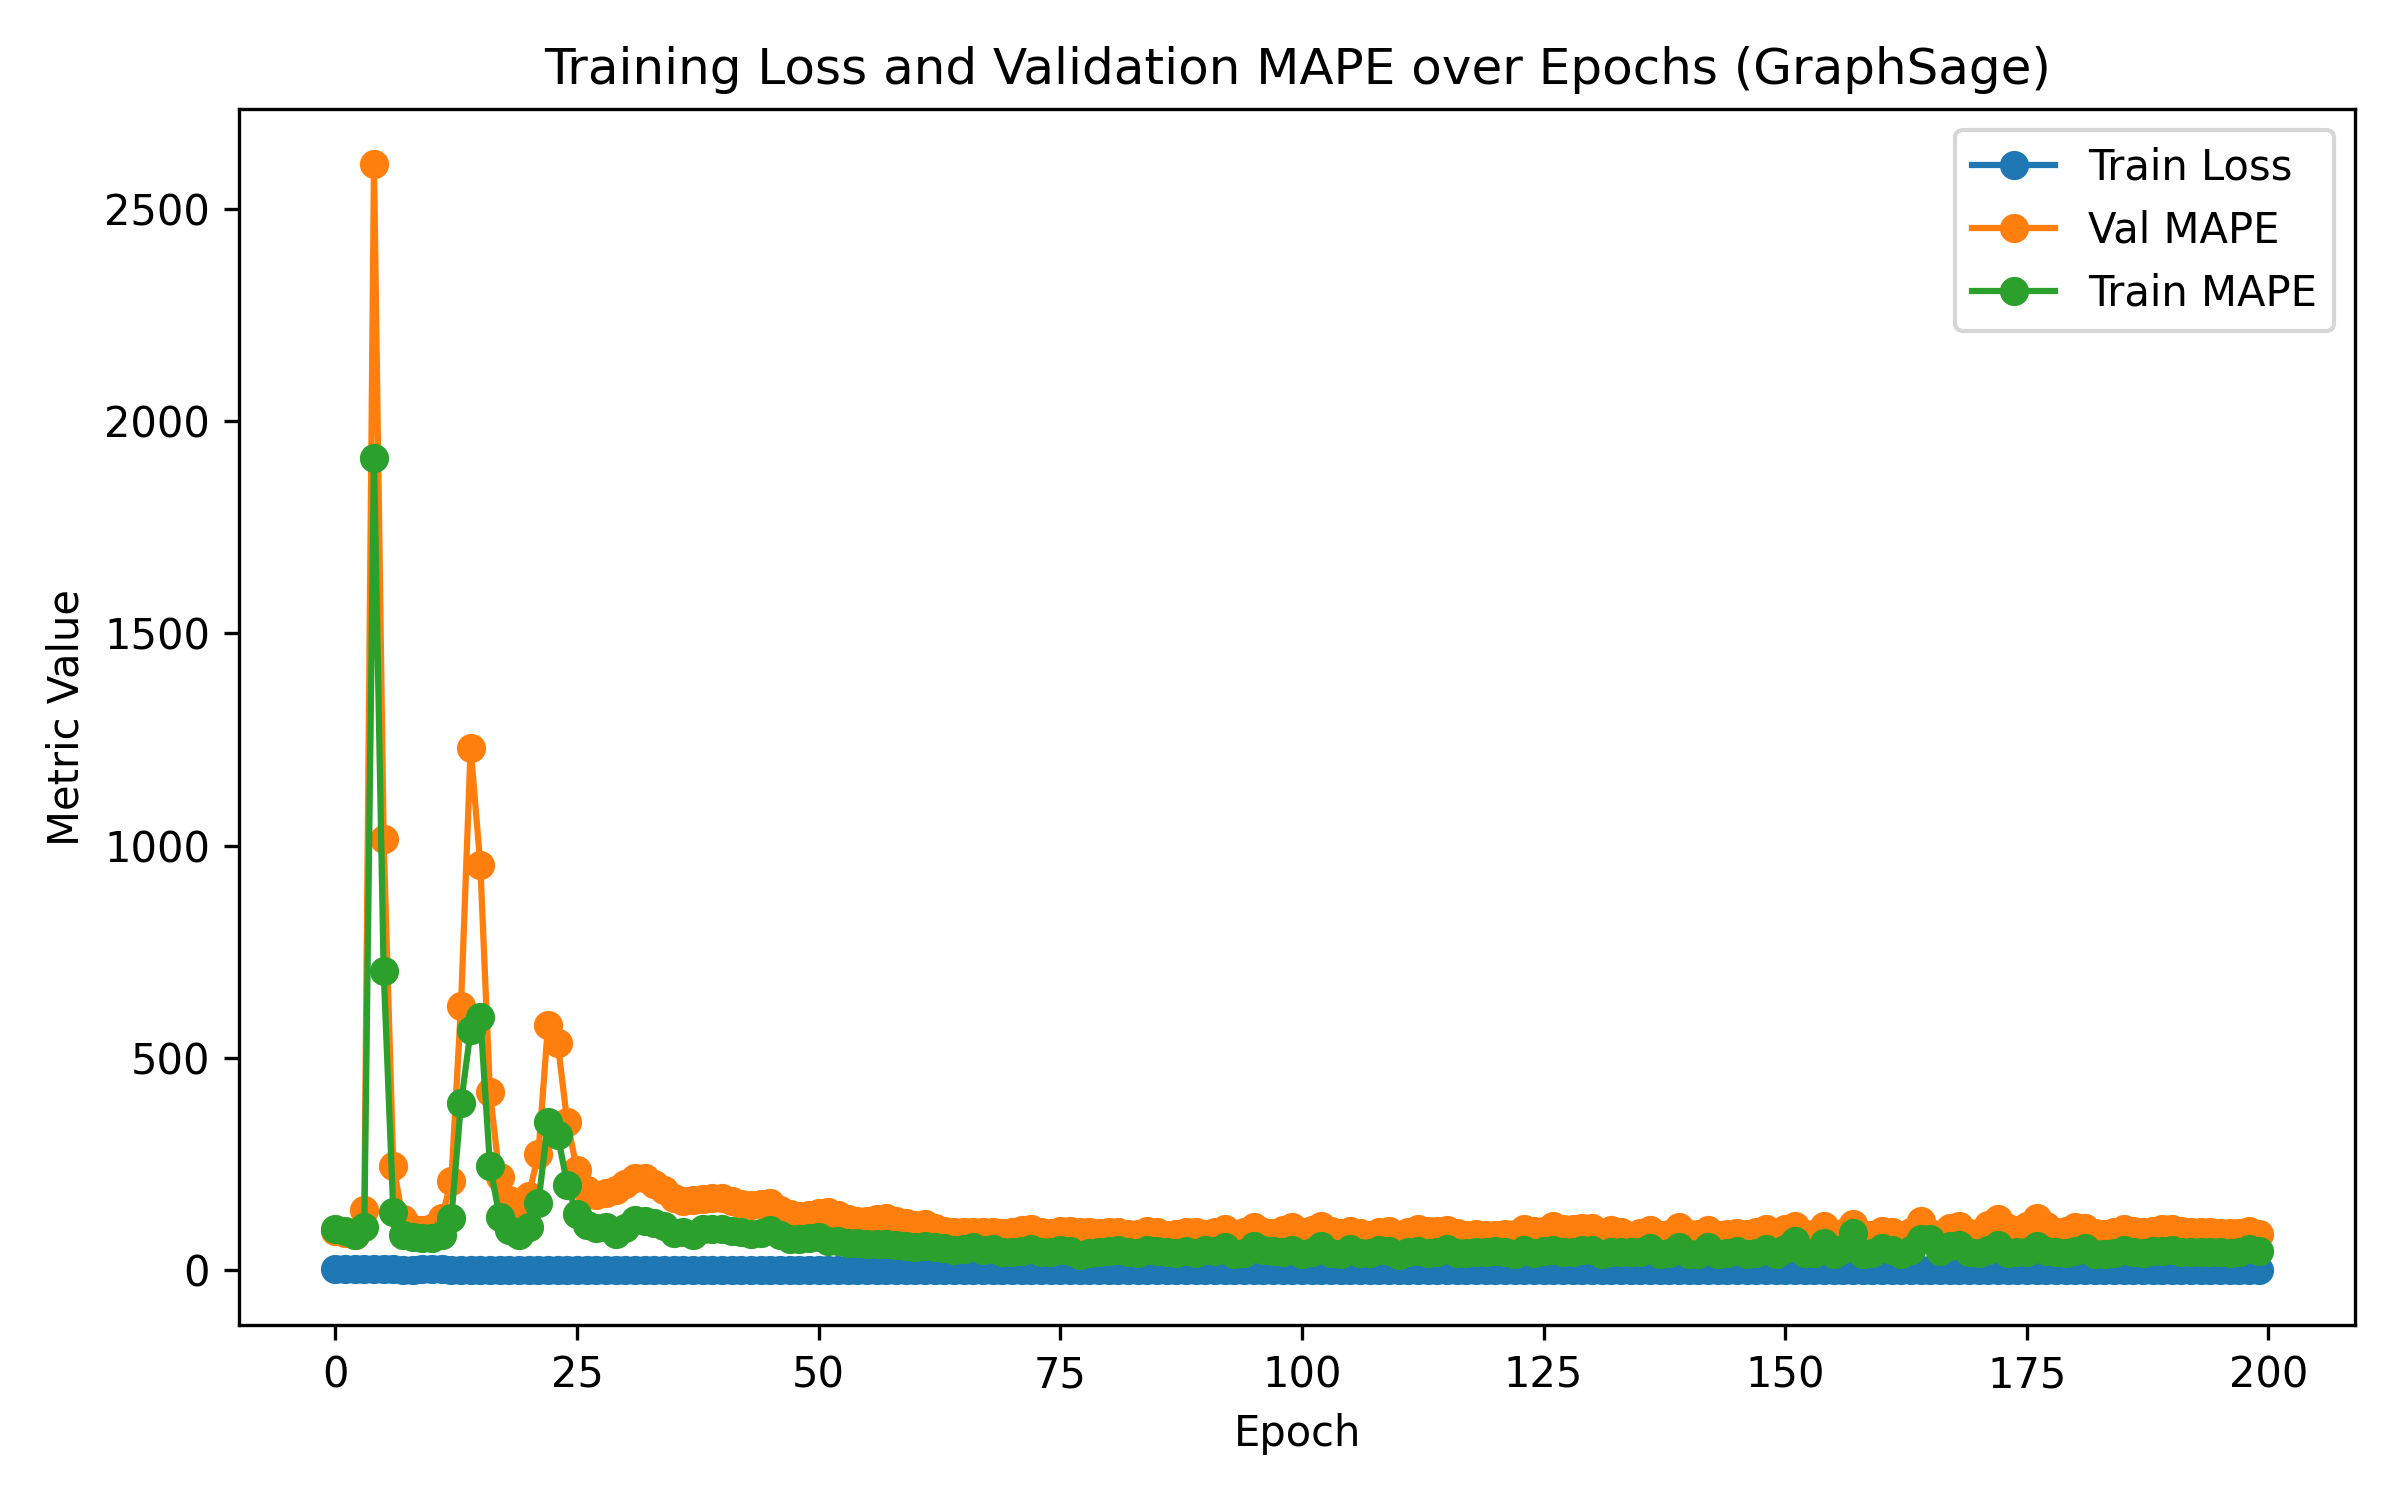 Training Loss and Validation MAPE over Epochs (GraphSage)
Train Loss
Val MAPE
Train MAPE
2500
2000
1500
1000
500
0
Metric Value
0 25 50 75 100 125 150 175 200
Epoch